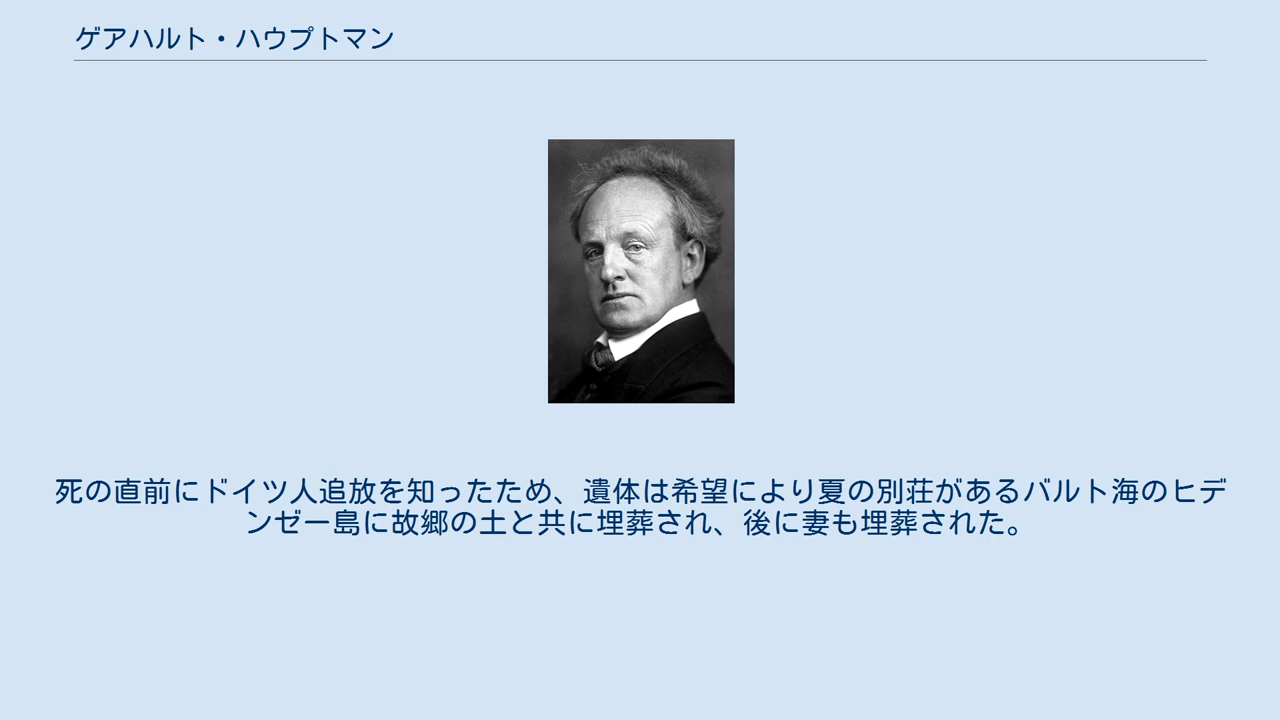 ゲアハルト・ハウプトマン
死の直前にドイツ人追放を知ったため、遺体は希望により夏の別荘があるバルト海のヒデ
ンゼー島に故郷の土と共に埋葬され、後に妻も埋葬された。